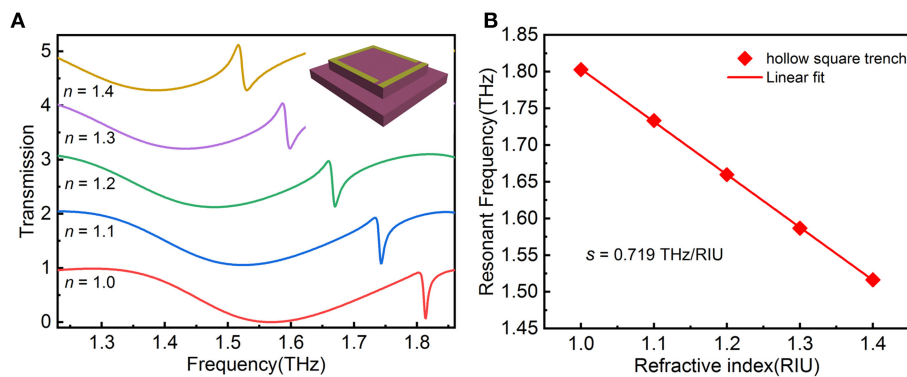 A
Transmission
5
4
3
2
1
0
n = 1.4
n = 1.3
n = 1.2
n = 1.1
n = 1.0
1.3 1.4 1.5 1.6 1.7 1.8
Frequency(THz)
B
Resonant Frequency(THz)
1.85
1.80
1.75
1.70
1.65
1.60
1.55
1.50
1.45
hollow square trench
Linear fit
s = 0.719 THz/RIU
1.0 1.1 1.2 1.3 1.4
Refractive index(RIU)